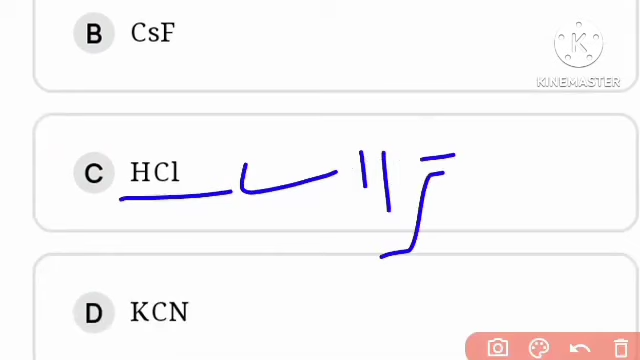 B CsF
K
KINEMASTER
C HCl
D KCN